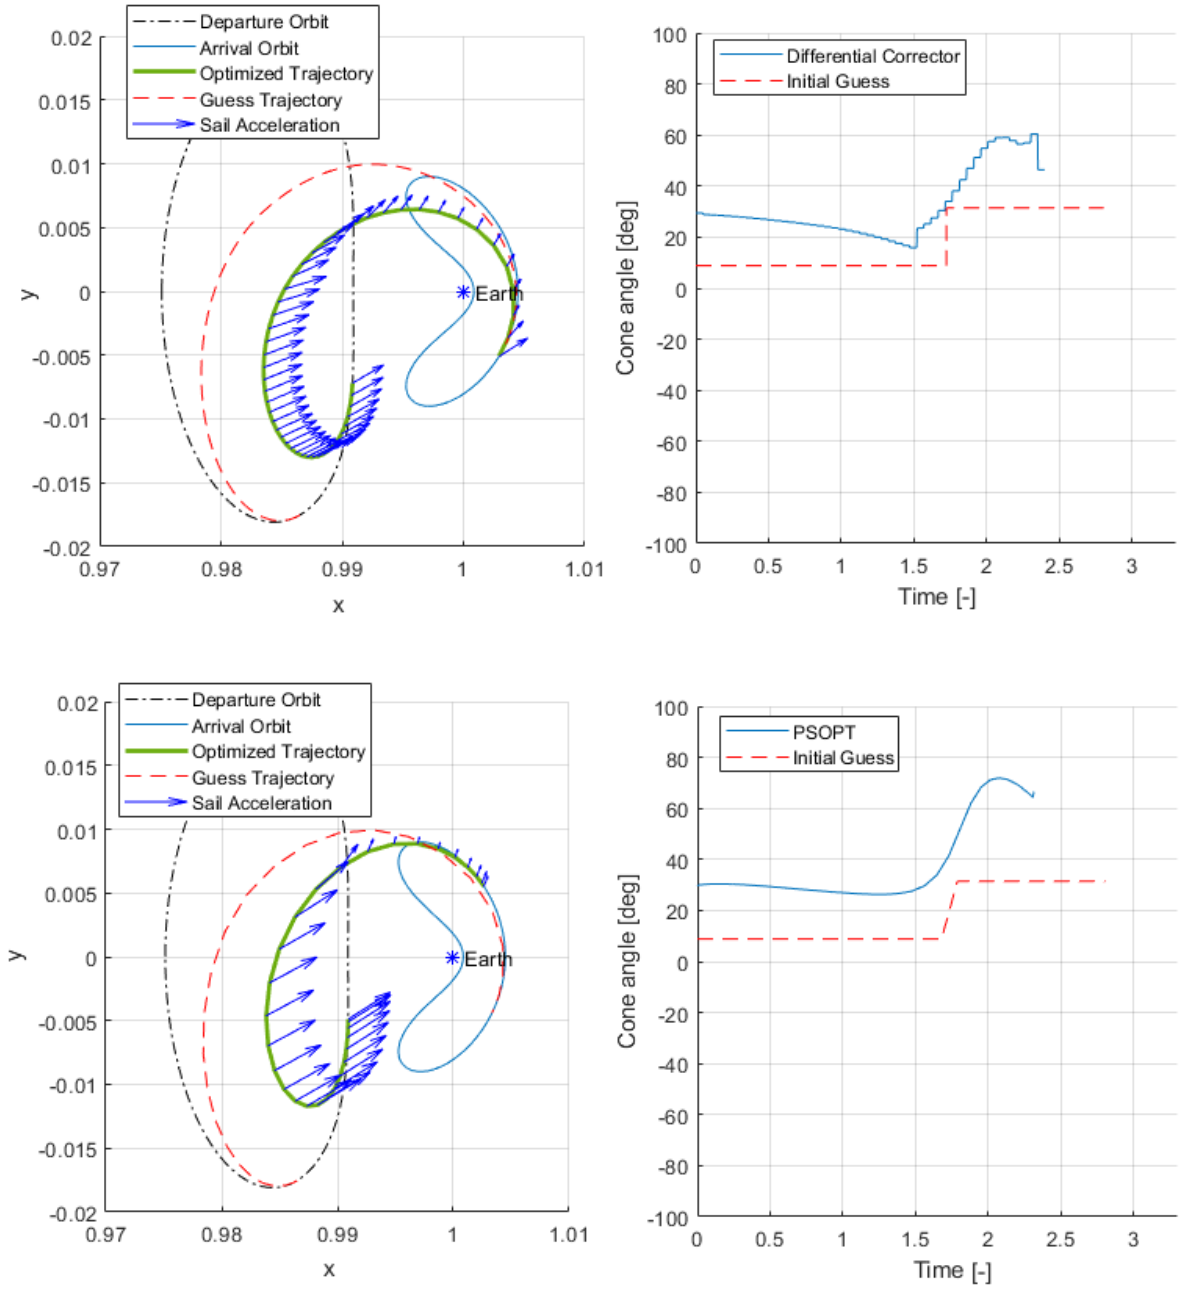 Departure Orbit
Arrival Orbit
Optimized Trajectory
Guess Trajectory
Sail Acceleration
0.02
0.015
0.01
0.005
0
-0.005
-0.01
-0.015
-0.02
y
Earth
0.97 0.98 0.99 1 1.01
x
Differential Corrector
Initial Guess
100
80
60
40
20
0
-20
-40
-60
-80
-100
Cone angle [deg]
0 0.5 1 1.5 2 2.5 3
Time [-]
Departure Orbit
Arrival Orbit
Optimized Trajectory
Guess Trajectory
Sail Acceleration
0.02
0.015
0.01
0.005
0
-0.005
-0.01
-0.015
-0.02
y
Earth
0.97 0.98 0.99 1 1.01
x
PSOPT
Initial Guess
100
80
60
40
20
0
-20
-40
-60
-80
-100
Cone angle [deg]
0 0.5 1 1.5 2 2.5 3
Time [-]